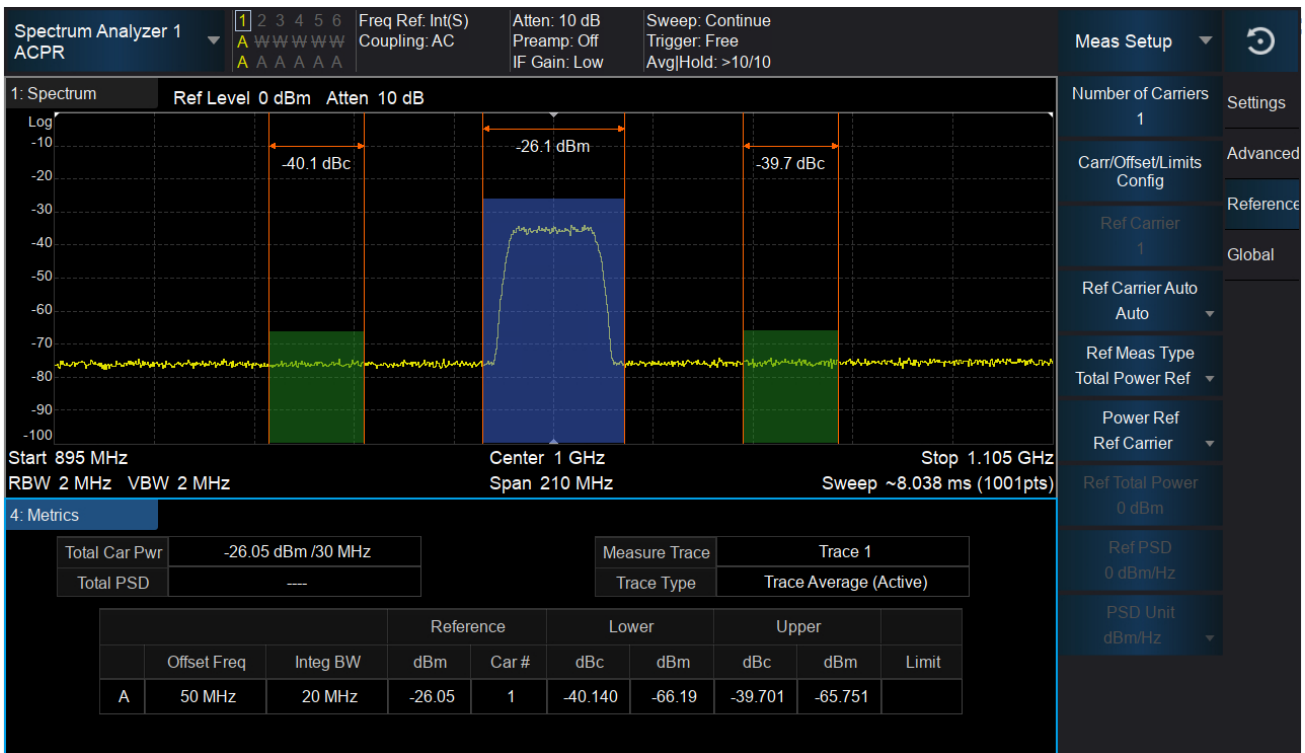 Spectrum Analyzer 1
ACPR
1 2 3 4 5 6
A W W W W W
A A A A A A
Freq Ref: Int(S)
Coupling: AC
Atten: 10 dB
Preamp: Off
IF Gain: Low
Sweep: Continue
Trigger: Free
Avg|Hold: >10/10
1: Spectrum
Ref Level 0 dBm Atten 10 dB
Log
-10
-20
-30
-40
-50
-60
-70
-80
-90
-100
-40.1 dBc
-26.1 dBm
-39.7 dBc
Start 895 MHz
Center 1 GHz
Stop 1.105 GHz
RBW 2 MHz VBW 2 MHz
Span 210 MHz
Sweep ~8.038 ms (1001pts)
4: Metrics
Total Car Pwr -26.05 dBm /30 MHz
Total PSD ----
Measure Trace Trace 1
Trace Type Trace Average (Active)
Reference Lower Upper
Offset Freq Integ BW dBm Car # dBc dBm dBc dBm Limit
A 50 MHz 20 MHz -26.05 1 -40.140 -66.19 -39.701 -65.751
Meas Setup
Number of Carriers
1
Carr/Offset/Limits
Config
Ref Carrier
1
Ref Carrier Auto
Auto
Ref Meas Type
Total Power Ref
Power Ref
Ref Carrier
Ref Total Power
0 dBm
Ref PSD
0 dBm/Hz
PSD Unit
dBm/Hz
Settings
Advanced
Reference
Global